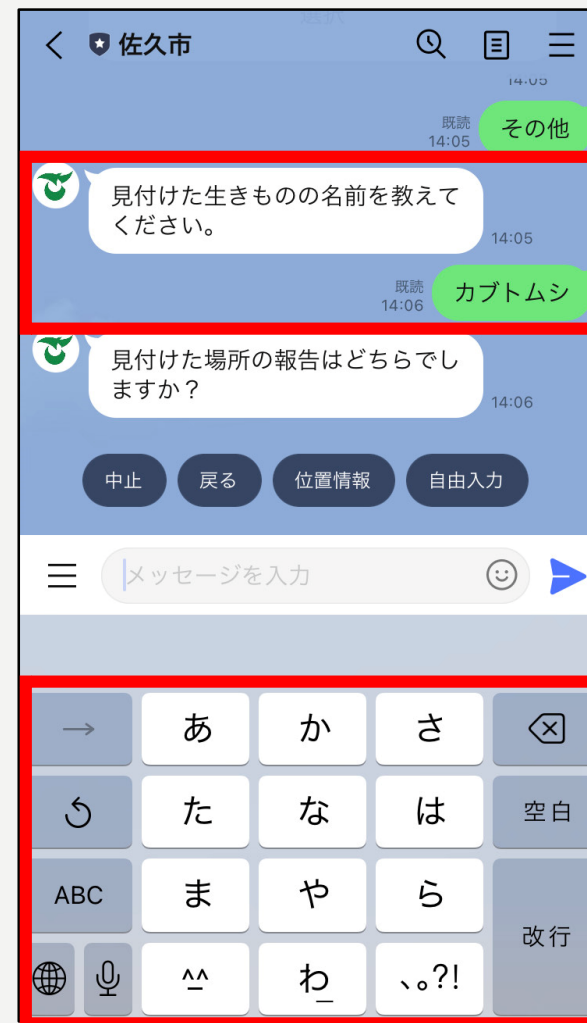 佐久市
14:05
既読
14:05
その他
見付けた生きものの名前を教えて
ください。
14:05
既読
14:06
カブトムシ
見付けた場所の報告はどちらでし
ますか？
14:06
中止 戻る 位置情報 自由入力
メッセージを入力
→ あ か さ
た な は 空白
ABC ま や ら
改行
^^ わ_ 、。?!